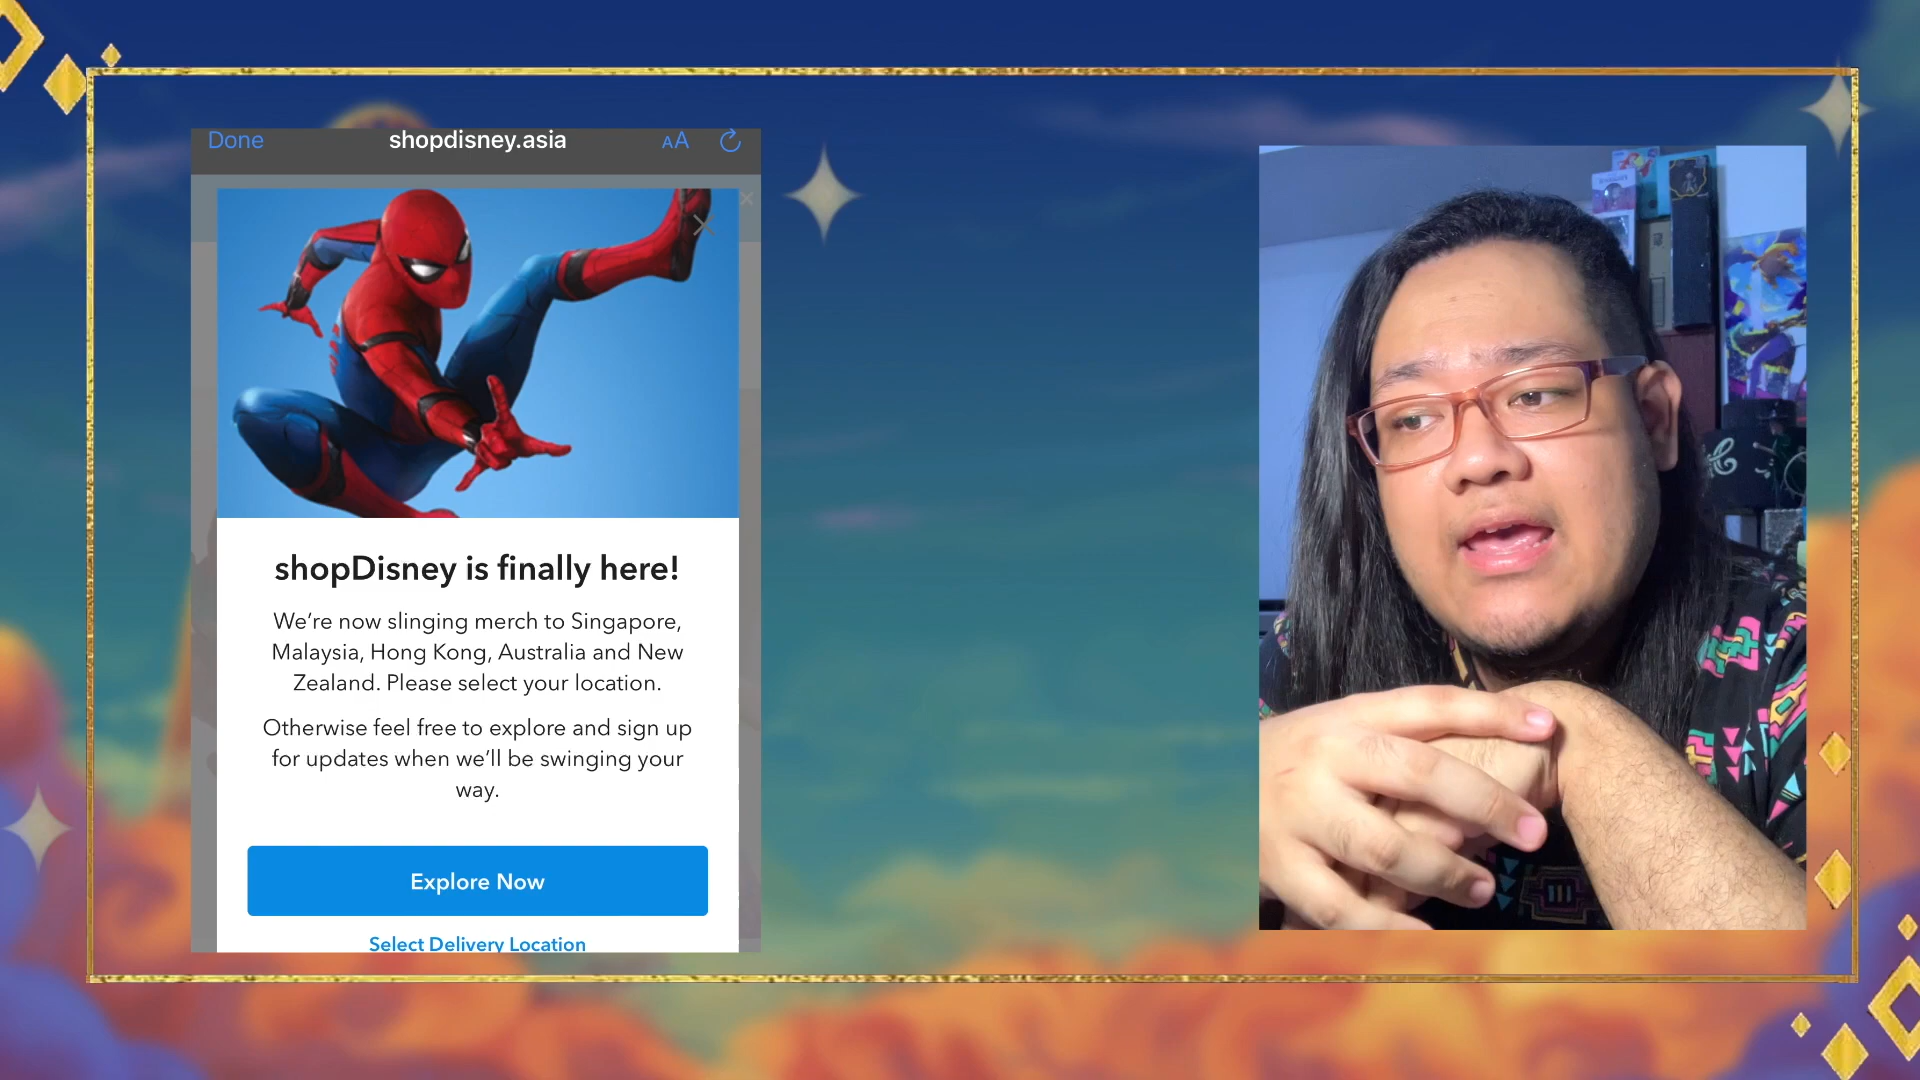 Done shopdisney.asia AA
shopDisney is finally here!
We’re now slinging merch to Singapore,
Malaysia, Hong Kong, Australia and New
Zealand. Please select your location.
Otherwise feel free to explore and sign up
for updates when we’ll be swinging your
way.
Explore Now
Select Delivery Location